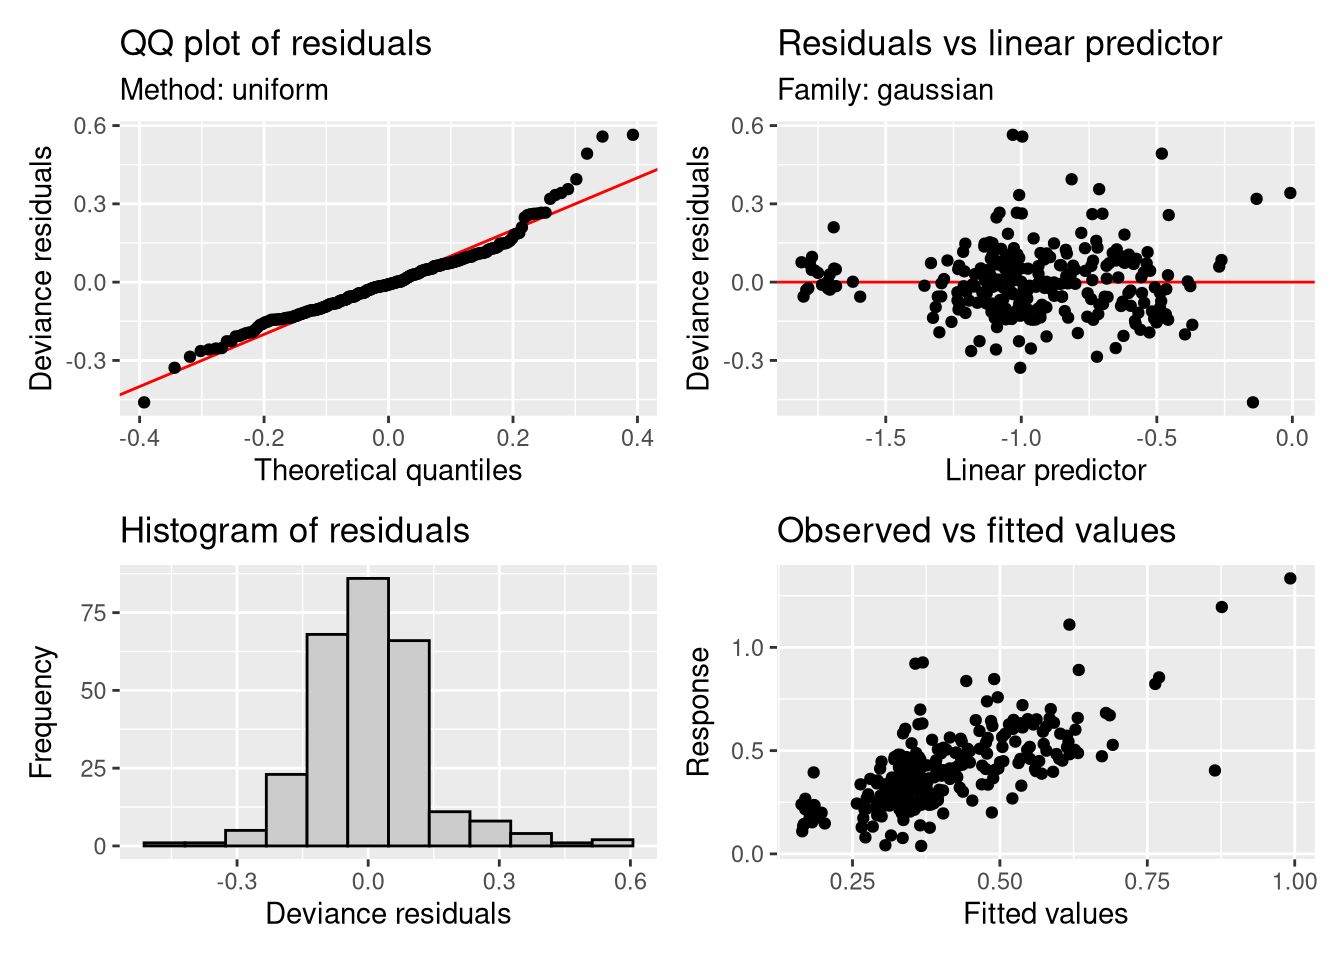 QQ plot of residuals
Method: uniform
0.6
0.3
0.0
-0.3
Deviance residuals
-0.4 -0.2 0.0 0.2 0.4
Theoretical quantiles
Residuals vs linear predictor
Family: gaussian
0.6
0.3
0.0
-0.3
Deviance residuals
-1.5 -1.0 -0.5 0.0
Linear predictor
Histogram of residuals
75
50
25
0
Frequency
-0.3 0.0 0.3 0.6
Deviance residuals
Observed vs fitted values
1.0
0.5
0.0
Response
0.25 0.50 0.75 1.00
Fitted values